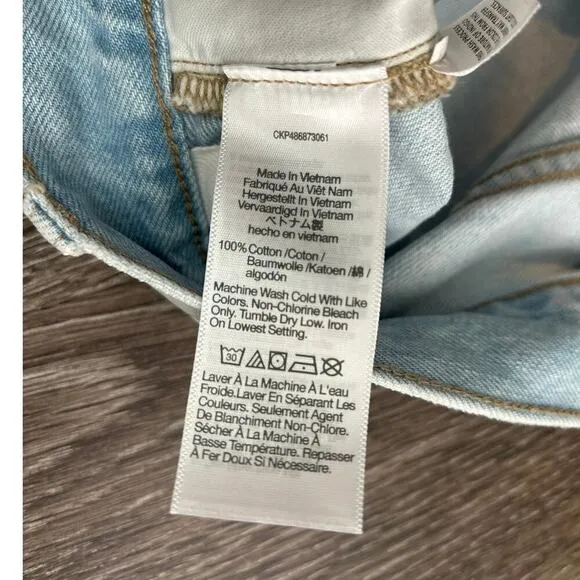 CKP486873061
Made In Vietnam
Fabriqué Au Viêt Nam
Hergestellt In Vietnam
Vervaardigd In Vietnam
ベトナム製
hecho en vietnam
100% Cotton /Coton /
Baumwolle /Katoen /綿 /
algodón
Machine Wash Cold With Like
Colors. Non-Chlorine Bleach
Only. Tumble Dry Low. Iron
On Lowest Setting.
30
Laver À La Machine À L'eau
Froide.Laver En Séparant Les
Couleurs. Seulement Agent
De Blanchiment Non-Chlore.
Sécher À La Machine À
Basse Température. Repasser
À Fer Doux Si Nécessaire.